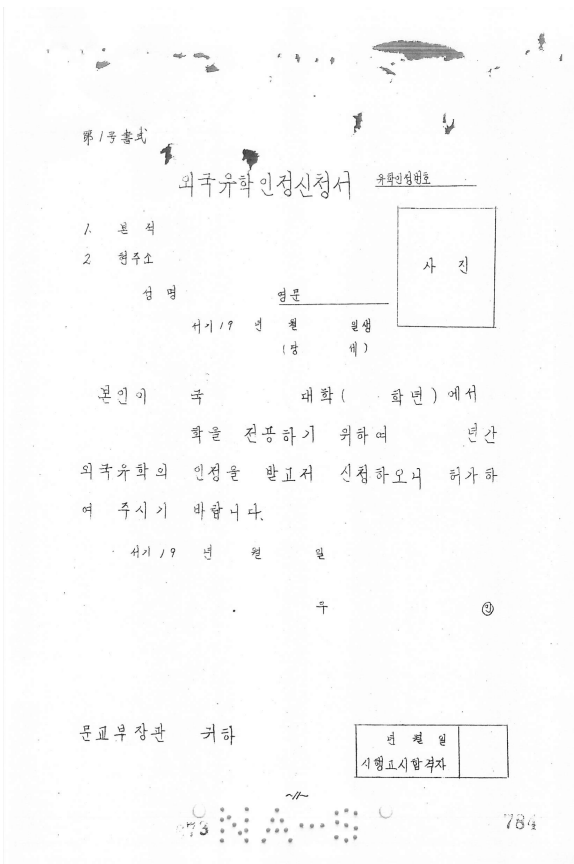 第1号書式
외국유학인정신청서 유학인정번호
1. 본 적
2 현주소
사 진
성 명 영문
서기 19 년 월 일생
(당 세)
본인이 국 대학( 학년)에서
학을 전공하기 위하여 년간
외국유학의 인정을 받고저 신청하오니 허가하
여 주시기 바랍니다.
서기 19 년 월 일
우 ㊞
문교부장관 귀하
년 월 일
시행고시합격자
~11~
NA-S
784